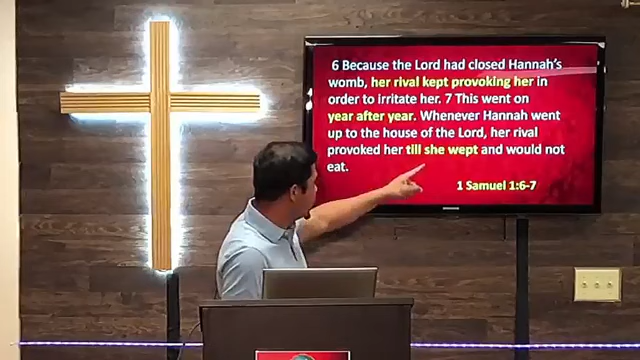 6 Because the Lord had closed Hannah's
womb, her rival kept provoking her in
order to irritate her. 7 This went on
year after year. Whenever Hannah went
up to the house of the Lord, her rival
provoked her till she wept and would not
eat.
1 Samuel 1:6-7